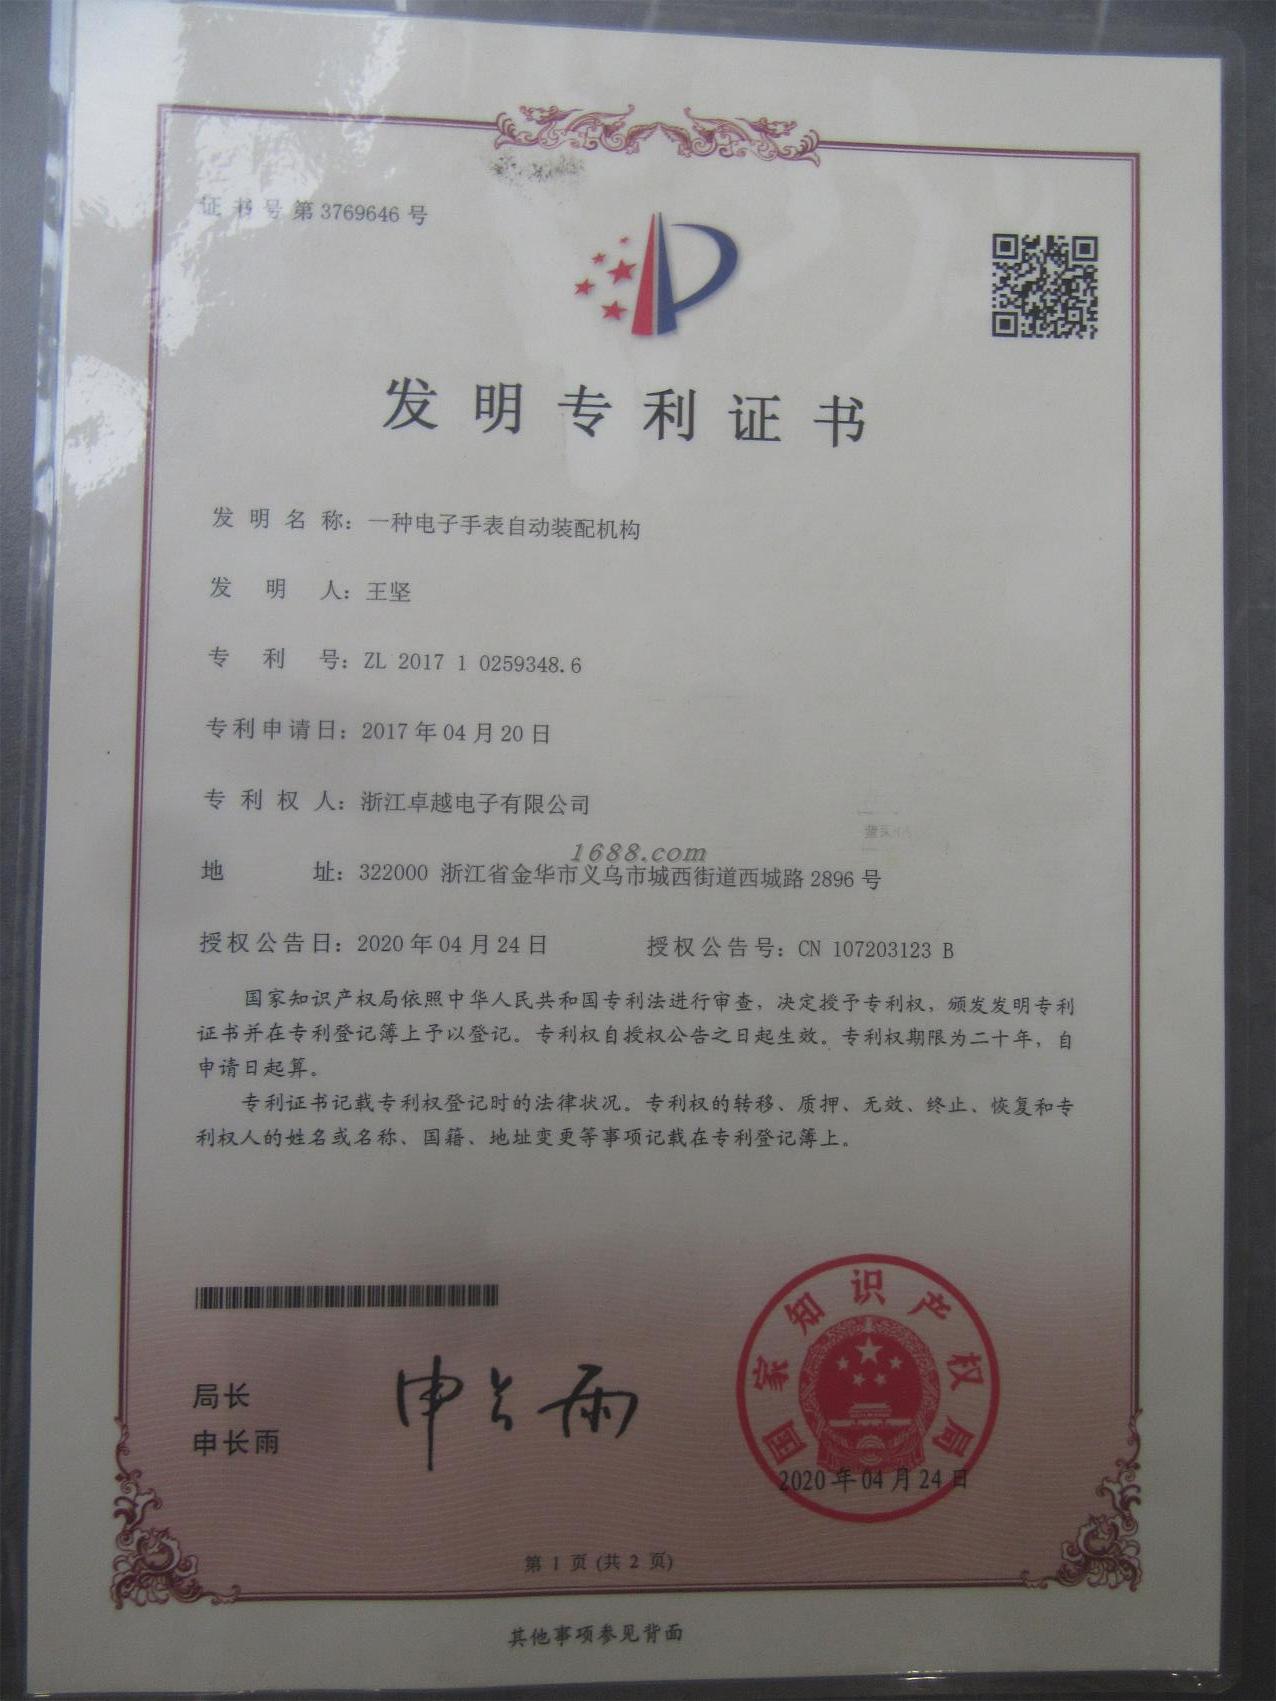 证书号第3769646号
发明专利证书
发明名称：一种电子手表自动装配机构
发明人：王坚
专利号：ZL 2017 1 0259348.6
专利申请日：2017年04月20日
专利权人：浙江卓越电子有限公司
1688.com
地址：322000 浙江省金华市义乌市城西街道西城路2896号
授权公告日：2020年04月24日 授权公告号：CN 107203123 B
国家知识产权局依照中华人民共和国专利法进行审查，决定授予专利权，颁发发明专利
证书并在专利登记簿上予以登记。专利权自授权公告之日起生效。专利权期限为二十年，自
申请日起算。
专利证书记载专利权登记时的法律状况。专利权的转移、质押、无效、终止、恢复和专
利权人的姓名或名称、国籍、地址变更等事项记载在专利登记簿上。
局长
申长雨
申长雨
国家知识产权局
2020年04月24日
第 1 页 (共 2 页)
其他事项参见背面